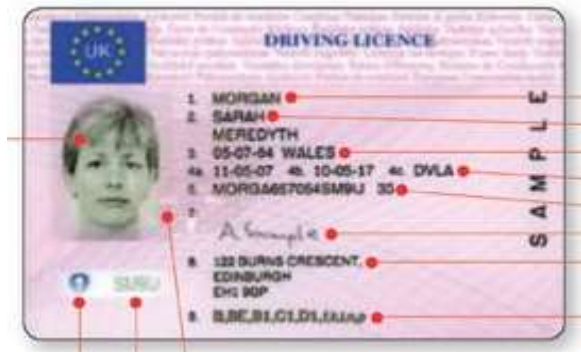 UK
DRIVING LICENCE
1. MORGAN
2. SARAH
MEREDYTH
3. 05-07-64 WALES
4a. 11-05-07 4b. 10-05-17 4c. DVLA
5. MORGA657054SM9IJ 35
7.
A Sample
8. 122 BURNS CRESCENT,
EDINBURGH
EH1 9GP
9. B,BE,B1,C1,D1,f,k,l,n,p
SAMPLE